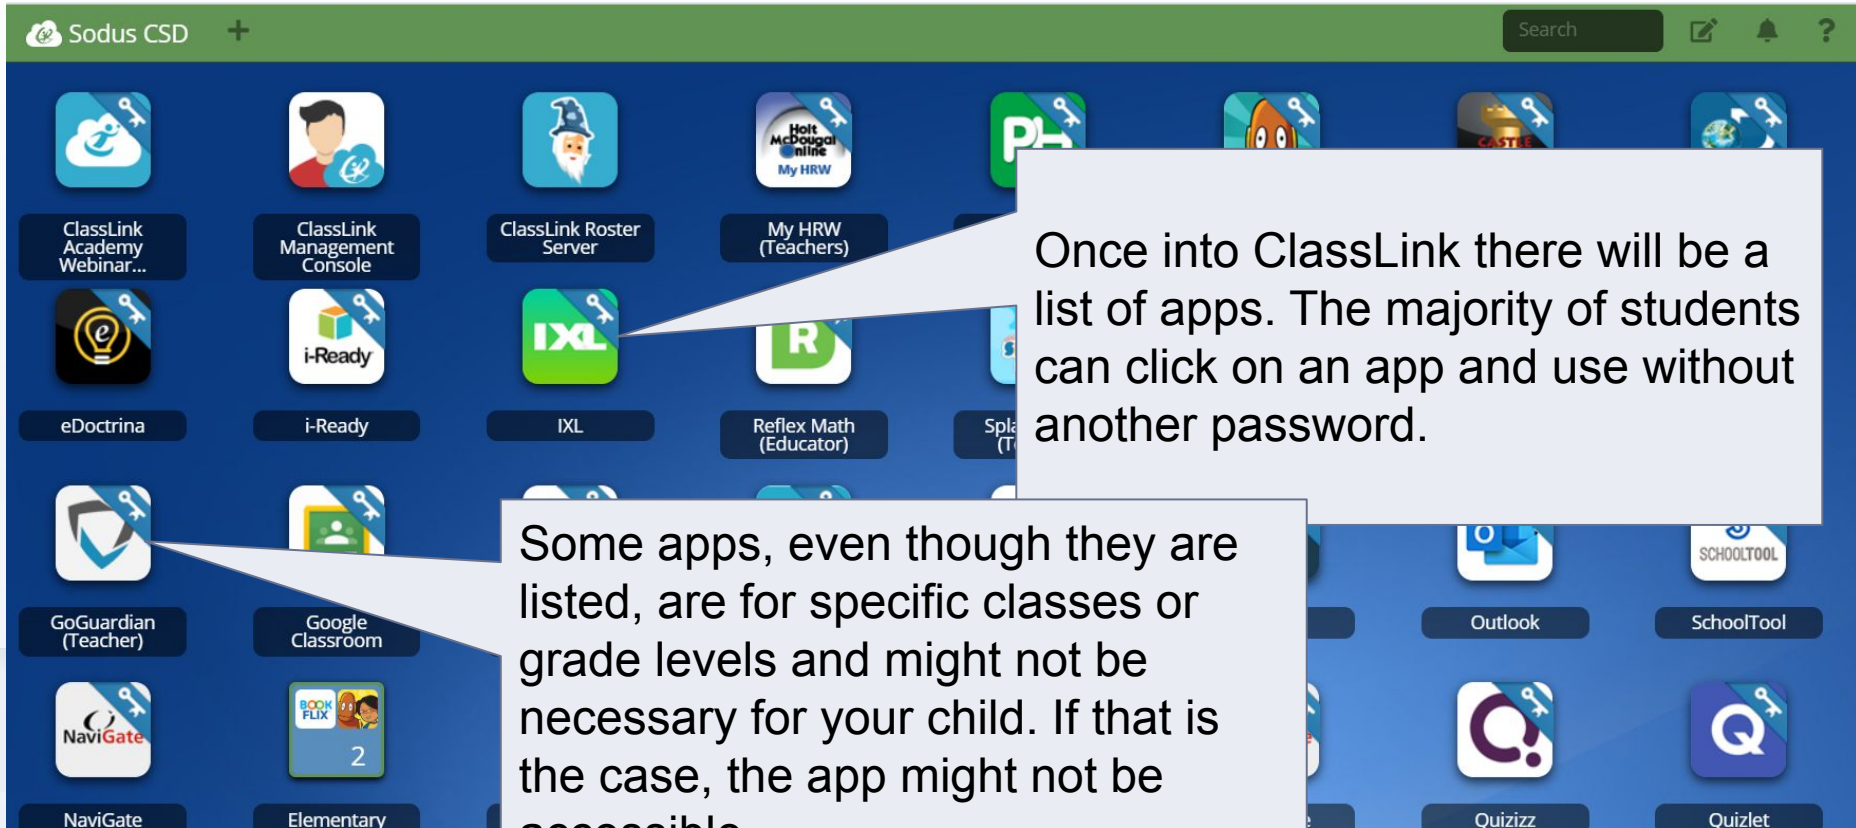 Sodus CSD +
Search
?
Holt
McDougal
Online
My HRW
PH
CASTLE
ClassLink
Academy
Webinar...
ClassLink
Management
Console
ClassLink Roster
Server
My HRW
(Teachers)
Once into ClassLink there will be a
list of apps. The majority of students
can click on an app and use without
another password.
e
i-Ready
IXL
R
eDoctrina
i-Ready
IXL
Reflex Math
(Educator)
Some apps, even though they are
listed, are for specific classes or
grade levels and might not be
necessary for your child. If that is
the case, the app might not be
accessible
SCHOOLTOOL
GoGuardian
(Teacher)
Google
Classroom
Outlook
SchoolTool
NaviGate
BOOK
FLIX
2
Q
NaviGate
Elementary
Quizizz
Quizlet